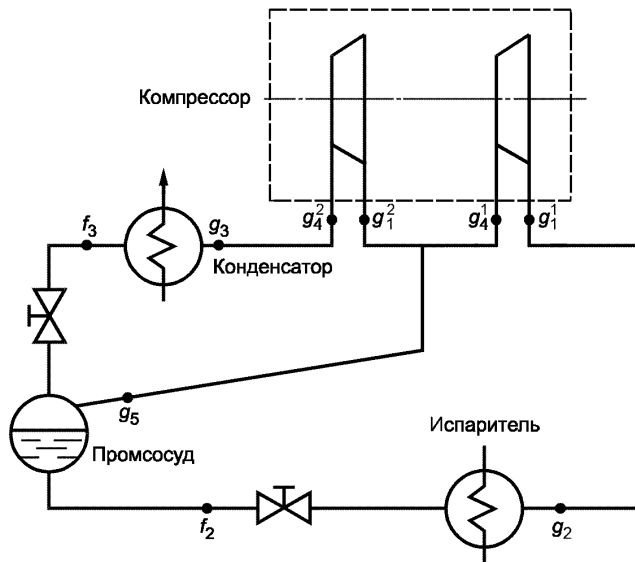 Компрессор
g₄² g₁² g₄¹ g₁¹
f₃ g₃
Конденсатор
g₅
Испаритель
Промсосуд
f₂ g₂